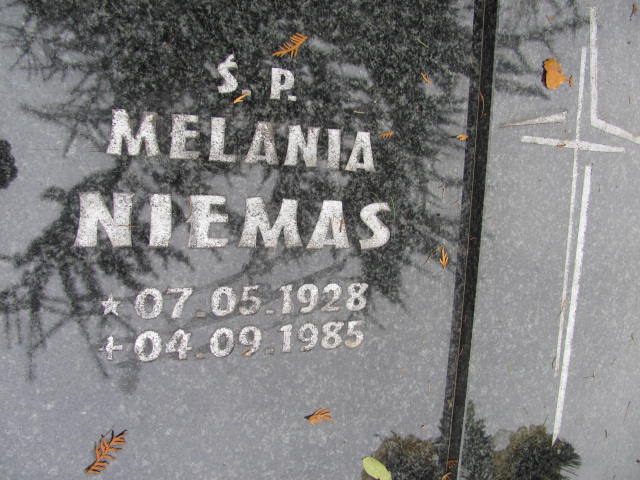 Ś. P.
MELANIA
NIEMAS
★ 07.05.1928
+ 04.09.1985